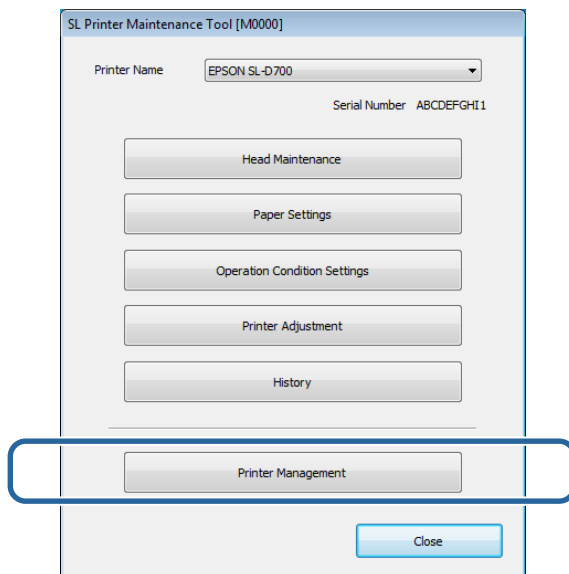 SL Printer Maintenance Tool [M0000]
Printer Name EPSON SL-D700
Serial Number ABCDEFGHI1
Head Maintenance
Paper Settings
Operation Condition Settings
Printer Adjustment
History
Printer Management
Close